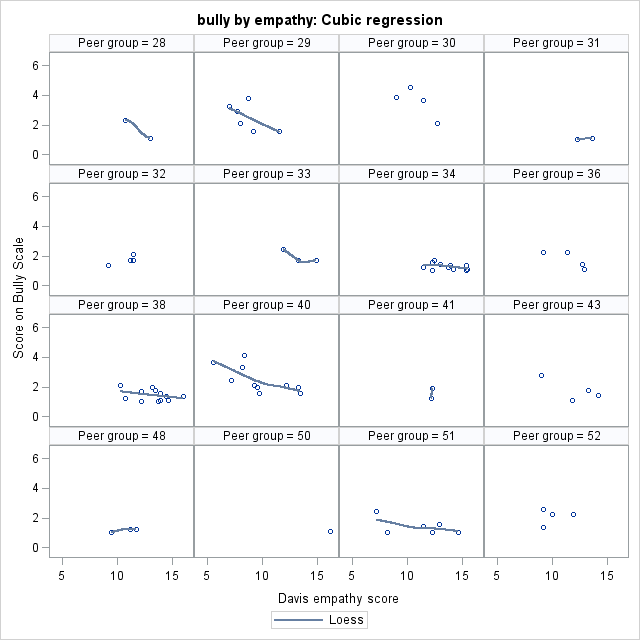 bully by empathy: Cubic regression
Peer group = 28 Peer group = 29 Peer group = 30 Peer group = 31
6
4
2
0
Peer group = 32 Peer group = 33 Peer group = 34 Peer group = 36
6
4
2
0
Peer group = 38 Peer group = 40 Peer group = 41 Peer group = 43
6
4
2
0
Peer group = 48 Peer group = 50 Peer group = 51 Peer group = 52
6
4
2
0
Score on Bully Scale
5 10 15 5 10 15 5 10 15 5 10 15
Davis empathy score
Loess